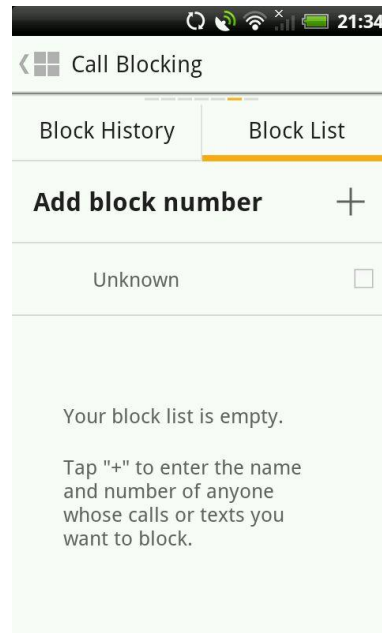 21:34
Call Blocking
Block History
Block List
Add block number
Unknown
Your block list is empty.
Tap "+" to enter the name
and number of anyone
whose calls or texts you
want to block.